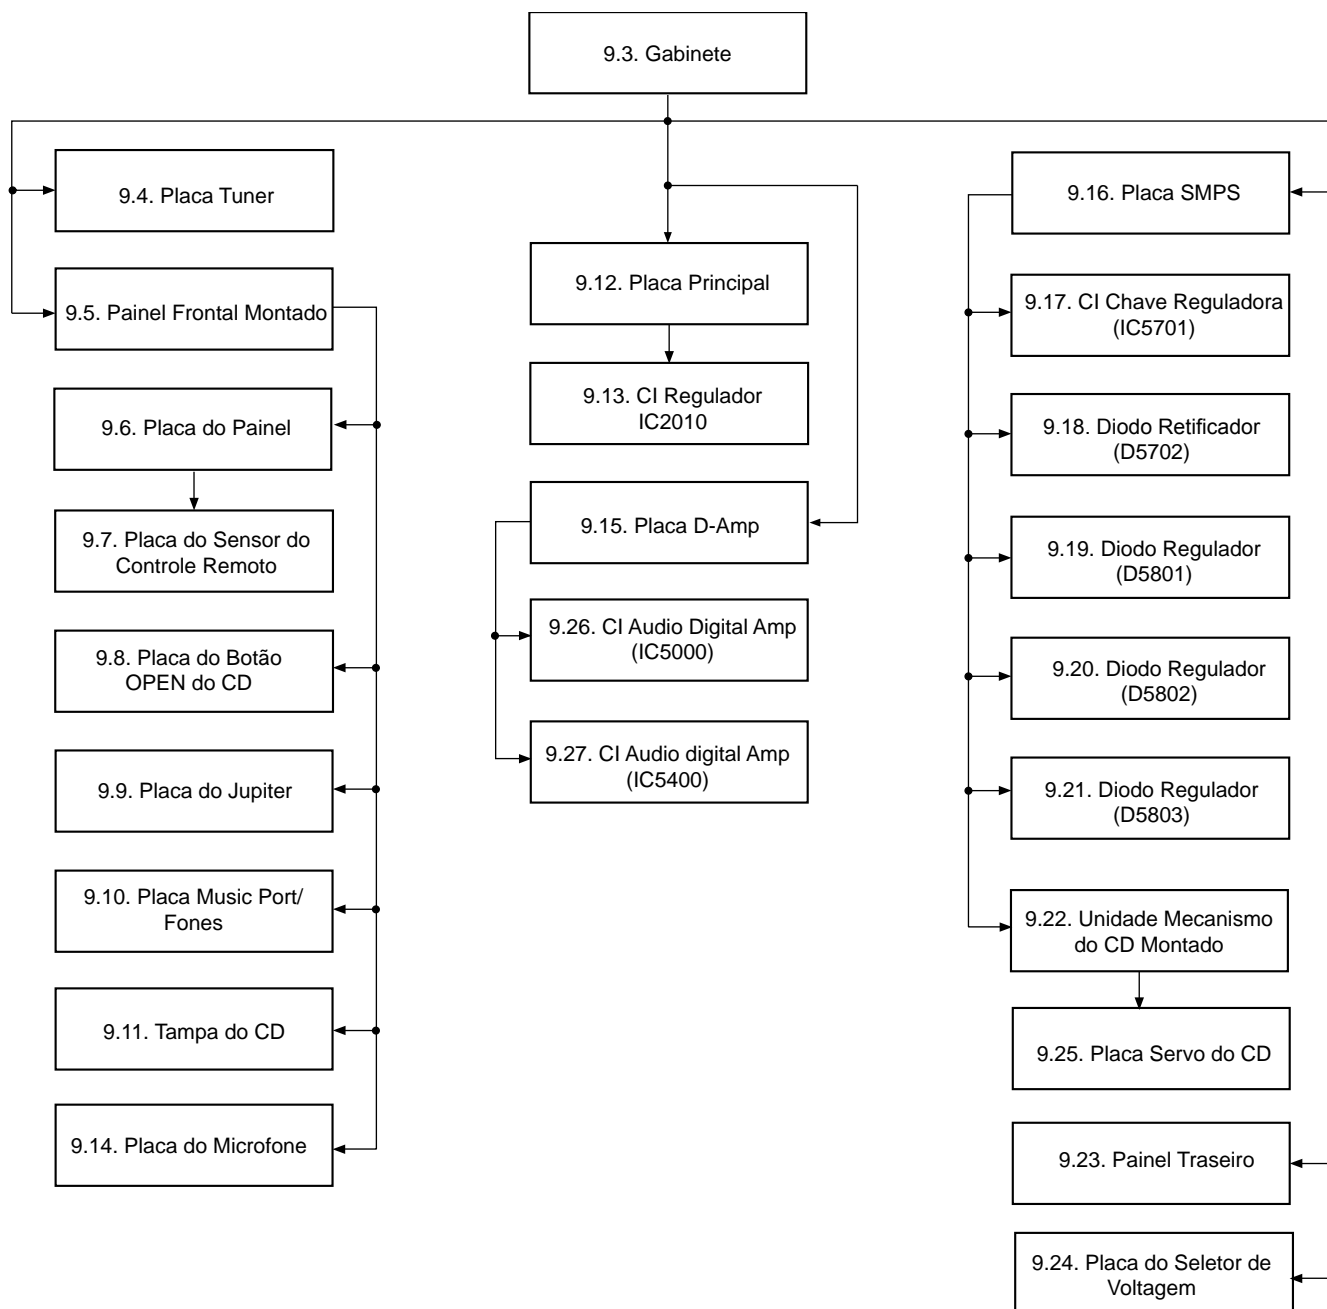 9.3. Gabinete
9.4. Placa Tuner
9.5. Painel Frontal Montado
9.6. Placa do Painel
9.7. Placa do Sensor do
Controle Remoto
9.8. Placa do Botão
OPEN do CD
9.9. Placa do Jupiter
9.10. Placa Music Port/
Fones
9.11. Tampa do CD
9.14. Placa do Microfone
9.12. Placa Principal
9.13. CI Regulador
IC2010
9.15. Placa D-Amp
9.26. CI Audio Digital Amp
(IC5000)
9.27. CI Audio digital Amp
(IC5400)
9.16. Placa SMPS
9.17. CI Chave Reguladora
(IC5701)
9.18. Diodo Retificador
(D5702)
9.19. Diodo Regulador
(D5801)
9.20. Diodo Regulador
(D5802)
9.21. Diodo Regulador
(D5803)
9.22. Unidade Mecanismo
do CD Montado
9.25. Placa Servo do CD
9.23. Painel Traseiro
9.24. Placa do Seletor de
Voltagem